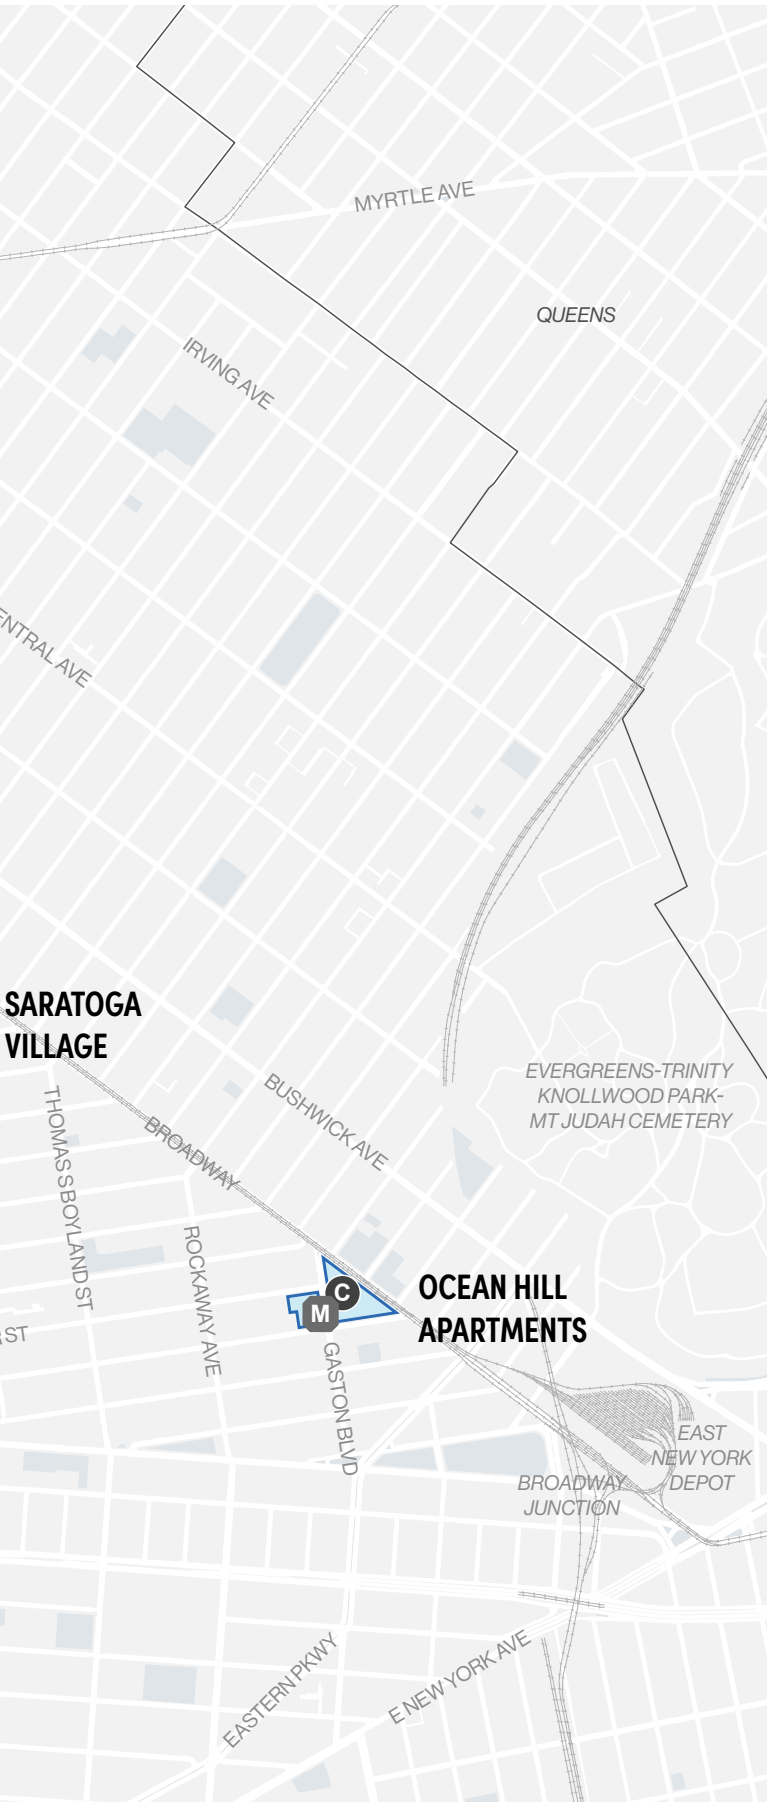 MYRTLE AVE
QUEENS
IRVING AVE
ENTRAL AVE
SARATOGA
VILLAGE
EVERGREENS-TRINITY
KNOLLWOOD PARK-
MT JUDAH CEMETERY
BUSHWICK AVE
THOMAS S BOYLAND ST
BROADWAY
ROCKAWAY AVE
C
M
OCEAN HILL
APARTMENTS
ST
GASTON BLVD
EAST
NEW YORK
DEPOT
BROADWAY
JUNCTION
EASTERN PKWY
E NEW YORK AVE